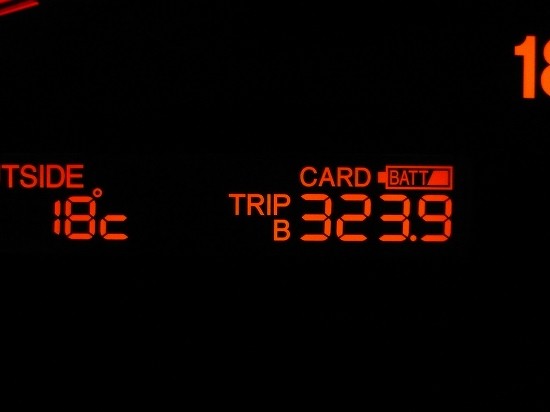 18
TSIDE CARD BATT
18°c TRIP B 323.9